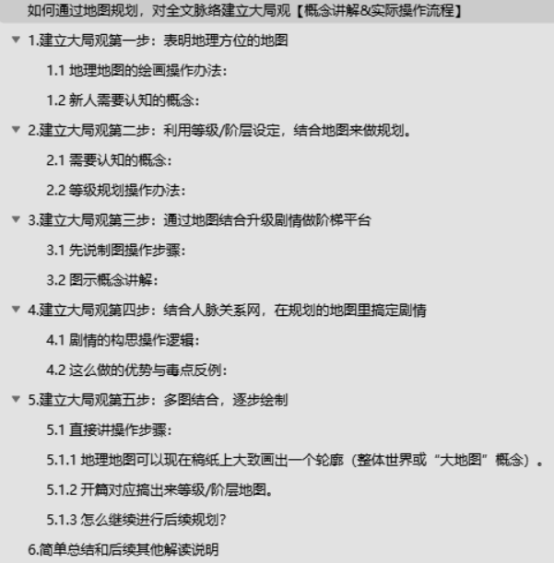 如何通过地图规划，对全文脉络建立大局观【概念讲解&实际操作流程】
1.建立大局观第一步：表明地理方位的地图
1.1 地理地图的绘画操作办法：
1.2 新人需要认知的概念：
2.建立大局观第二步：利用等级/阶层设定，结合地图来做规划。
2.1 需要认知的概念：
2.2 等级规划操作办法：
3.建立大局观第三步：通过地图结合升级剧情做阶梯平台
3.1 先说制图操作步骤：
3.2 图示概念讲解：
4.建立大局观第四步：结合人脉关系网，在规划的地图里搞定剧情
4.1 剧情的构思操作逻辑：
4.2 这么做的优势与毒点反例：
5.建立大局观第五步：多图结合，逐步绘制
5.1 直接讲操作步骤：
5.1.1 地理地图可以现在稿纸上大致画出一个轮廓（整体世界或“大地图”概念）。
5.1.2 开篇对应搞出来等级/阶层地图。
5.1.3 怎么继续进行后续规划？
6.简单总结和后续其他解读说明